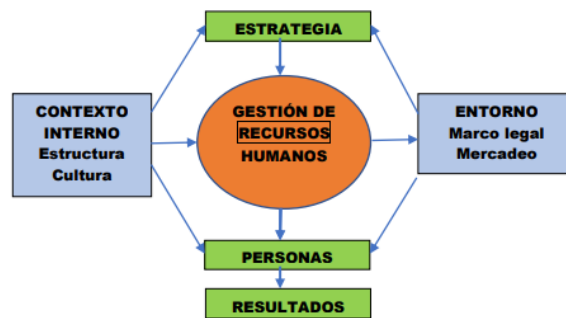 ESTRATEGIA
CONTEXTO
INTERNO
Estructura
Cultura
GESTIÓN DE
RECURSOS
HUMANOS
ENTORNO
Marco legal
Mercadeo
PERSONAS
RESULTADOS